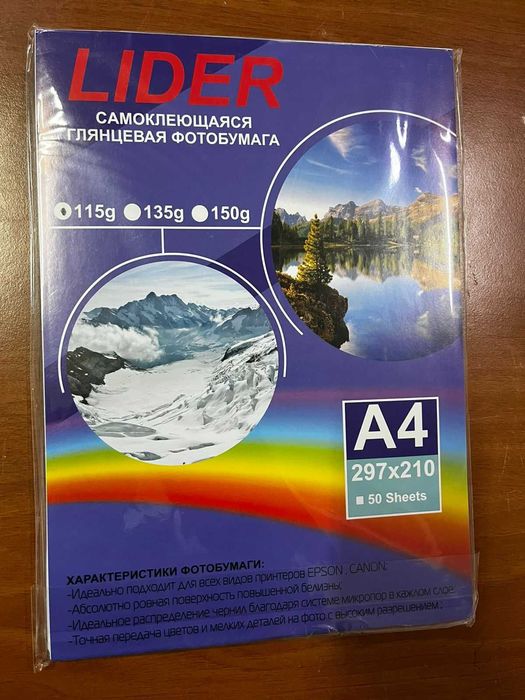 LIDER
САМОКЛЕЮЩАЯСЯ
ГЛЯНЦЕВАЯ ФОТОБУМАГА
115g 135g 150g
A4
297x210
50 Sheets
ХАРАКТЕРИСТИКИ ФОТОБУМАГИ:
-Идеально подходит для всех видов принтеров EPSON , CANON;
-Абсолютно ровная поверхность повышенной белизны;
-Идеальное распределение чернил благодаря системе микропор в каждом слое
-Точная передача цветов и мелких деталей на фото с высоким разрешением ;